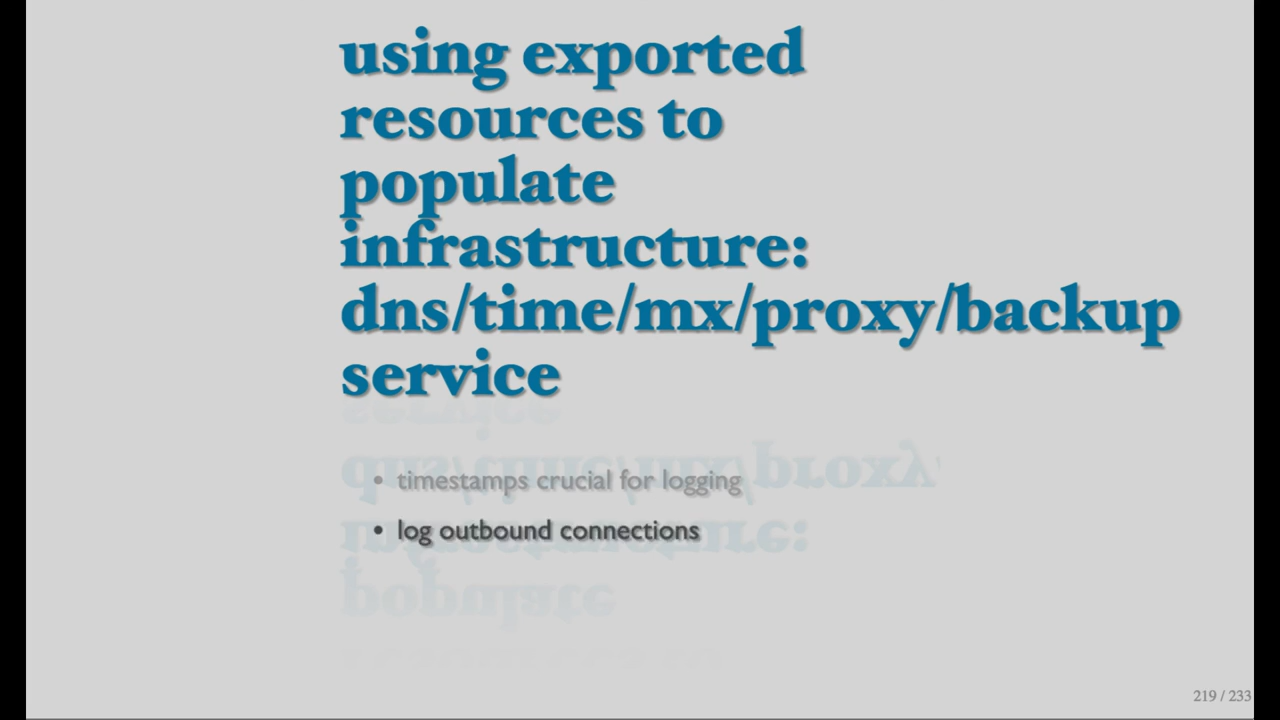 using exported
resources to
populate
infrastructure:
dns/time/mx/proxy/backup
service
• timestamps crucial for logging
• log outbound connections
219 / 233